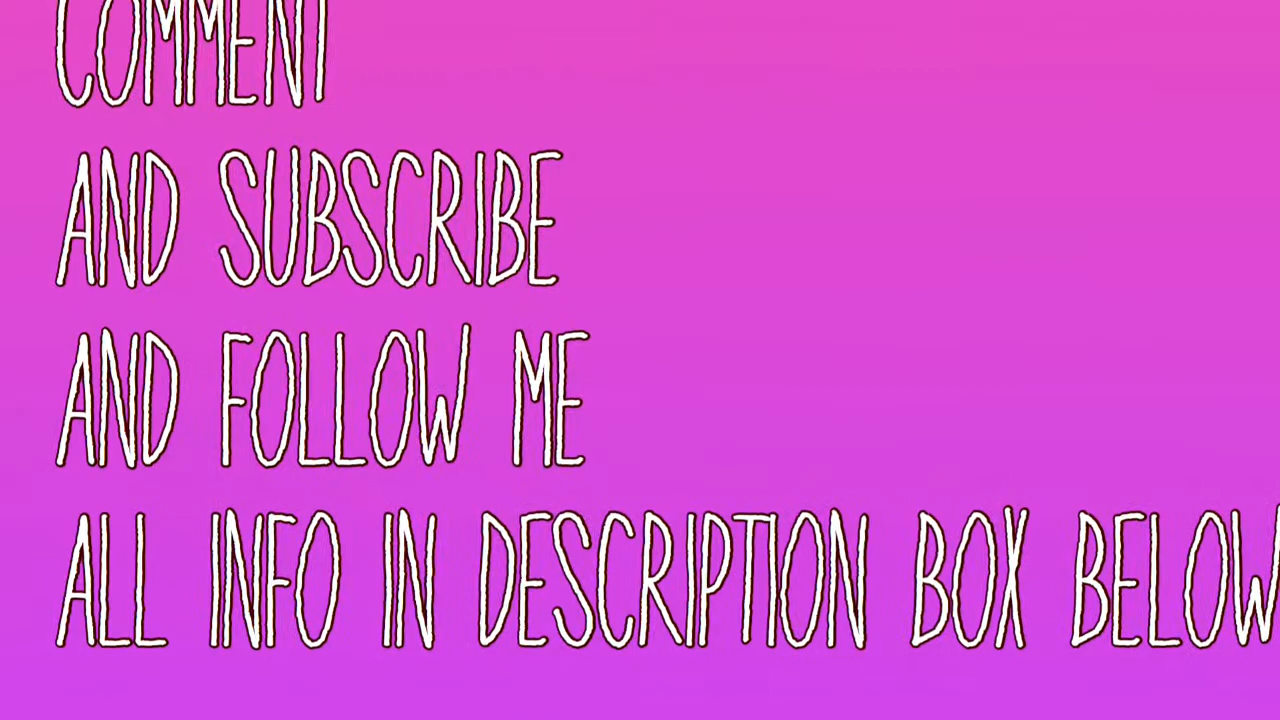 COMMENT
AND SUBSCRIBE
AND FOLLOW ME
ALL INFO IN DESCRIPTION BOX BELOW